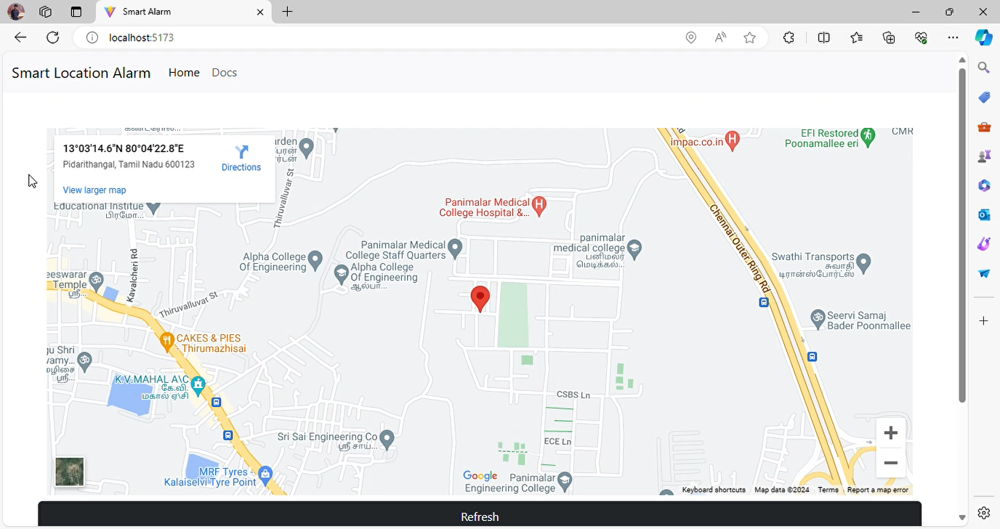 Smart Alarm
localhost:5173
Smart Location Alarm
Home
Docs
13°03'14.6"N 80°04'22.8"E
Pidarithangal, Tamil Nadu 600123
Directions
View larger map
impac.co.in
EFI Restored
Poonamallee eri
CMR
Educational Institue
பிரமோ...
Thiruvalluvar St
Panimalar Medical
College Hospital &...
Chennai Outer Ring Rd
Panimalar Medical
College Staff Quarters
panimalar
medical college
பனிமலர்
மெடிக்கல்...
Alpha College
Of Engineering
Alpha College
Of Engineering
ஆல்பா...
Swathi Transports
சுவாதி
டிரான்ஸ்போர்ட்ஸ்
Kavalcheri Rd
eeswarar
Temple
ஸ்ரீ...
Thiruvalluvar St
Seervi Samaj
Bader Poonmallee
CAKES & PIES
- Thirumazhisai
gu Shri
vamy...
ஸ்ரீ...
K.V.MAHAL A\C
கே.வி.
மகால் ஏ\சி
CSBS Ln
Sri Sai Engineering Co
ஸ்ரீ சாய்...
ECE Ln
MRF Tyres -
Kalaiselvi Tyre Point
Google
Panimalar
Engineering College
Keyboard shortcuts
Map data ©2024
Terms
Report a map error
Refresh